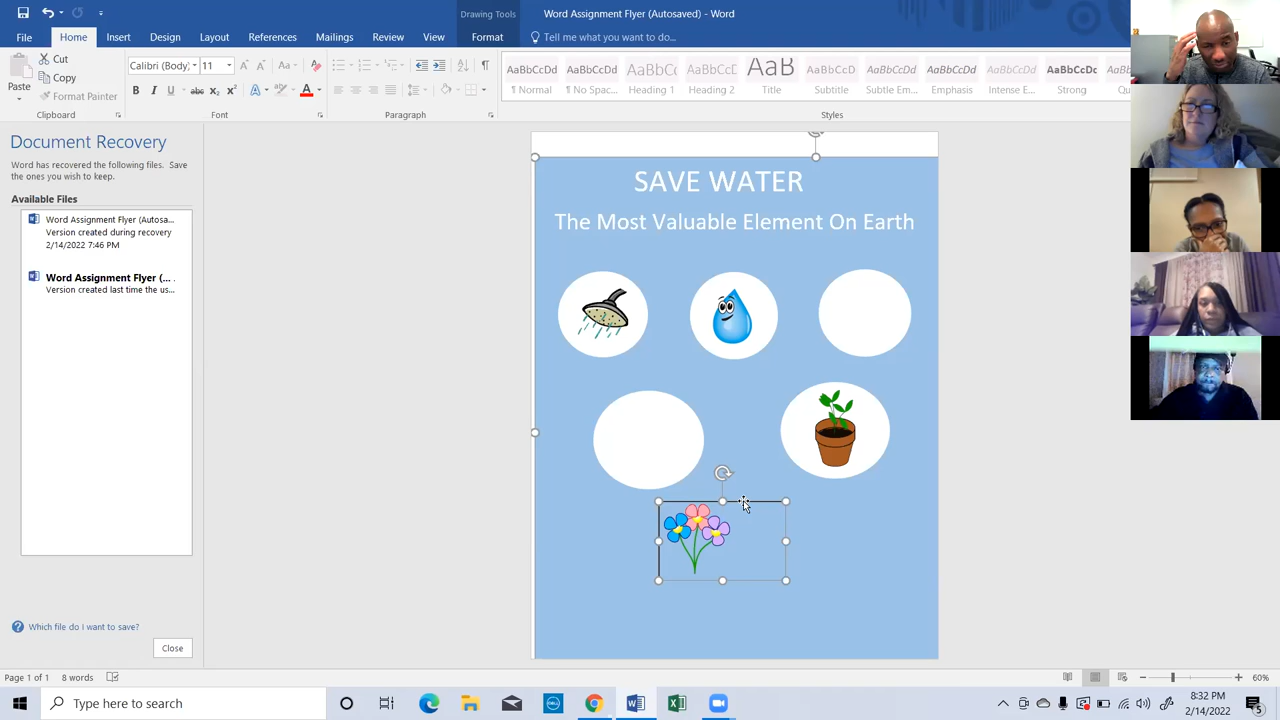 Drawing Tools
Word Assignment Flyer (Autosaved) - Word
File Home Insert Design Layout References Mailings Review View Format Tell me what you want to do...
Paste
Cut
Copy
Format Painter
Clipboard
Calibri (Body) 11
Font
Paragraph
AaBbCcDd AaBbCcDd AaBbC AaBbCcC AaB AaBbCcD AaBbCcDd AaBbCcDd AaBbCcDd AaBbCcDc
¶ Normal ¶ No Spac... Heading 1 Heading 2 Title Subtitle Subtle Em... Emphasis Intense E... Strong
Styles
Document Recovery
Word has recovered the following files. Save
the ones you wish to keep.
Available Files
Word Assignment Flyer (Autosa...
Version created during recovery
2/14/2022 7:46 PM
Word Assignment Flyer (...
Version created last time the us...
Which file do I want to save?
Close
SAVE WATER
The Most Valuable Element On Earth
Page 1 of 1 8 words
60%
Type here to search
DELL
8:32 PM
2/14/2022
5